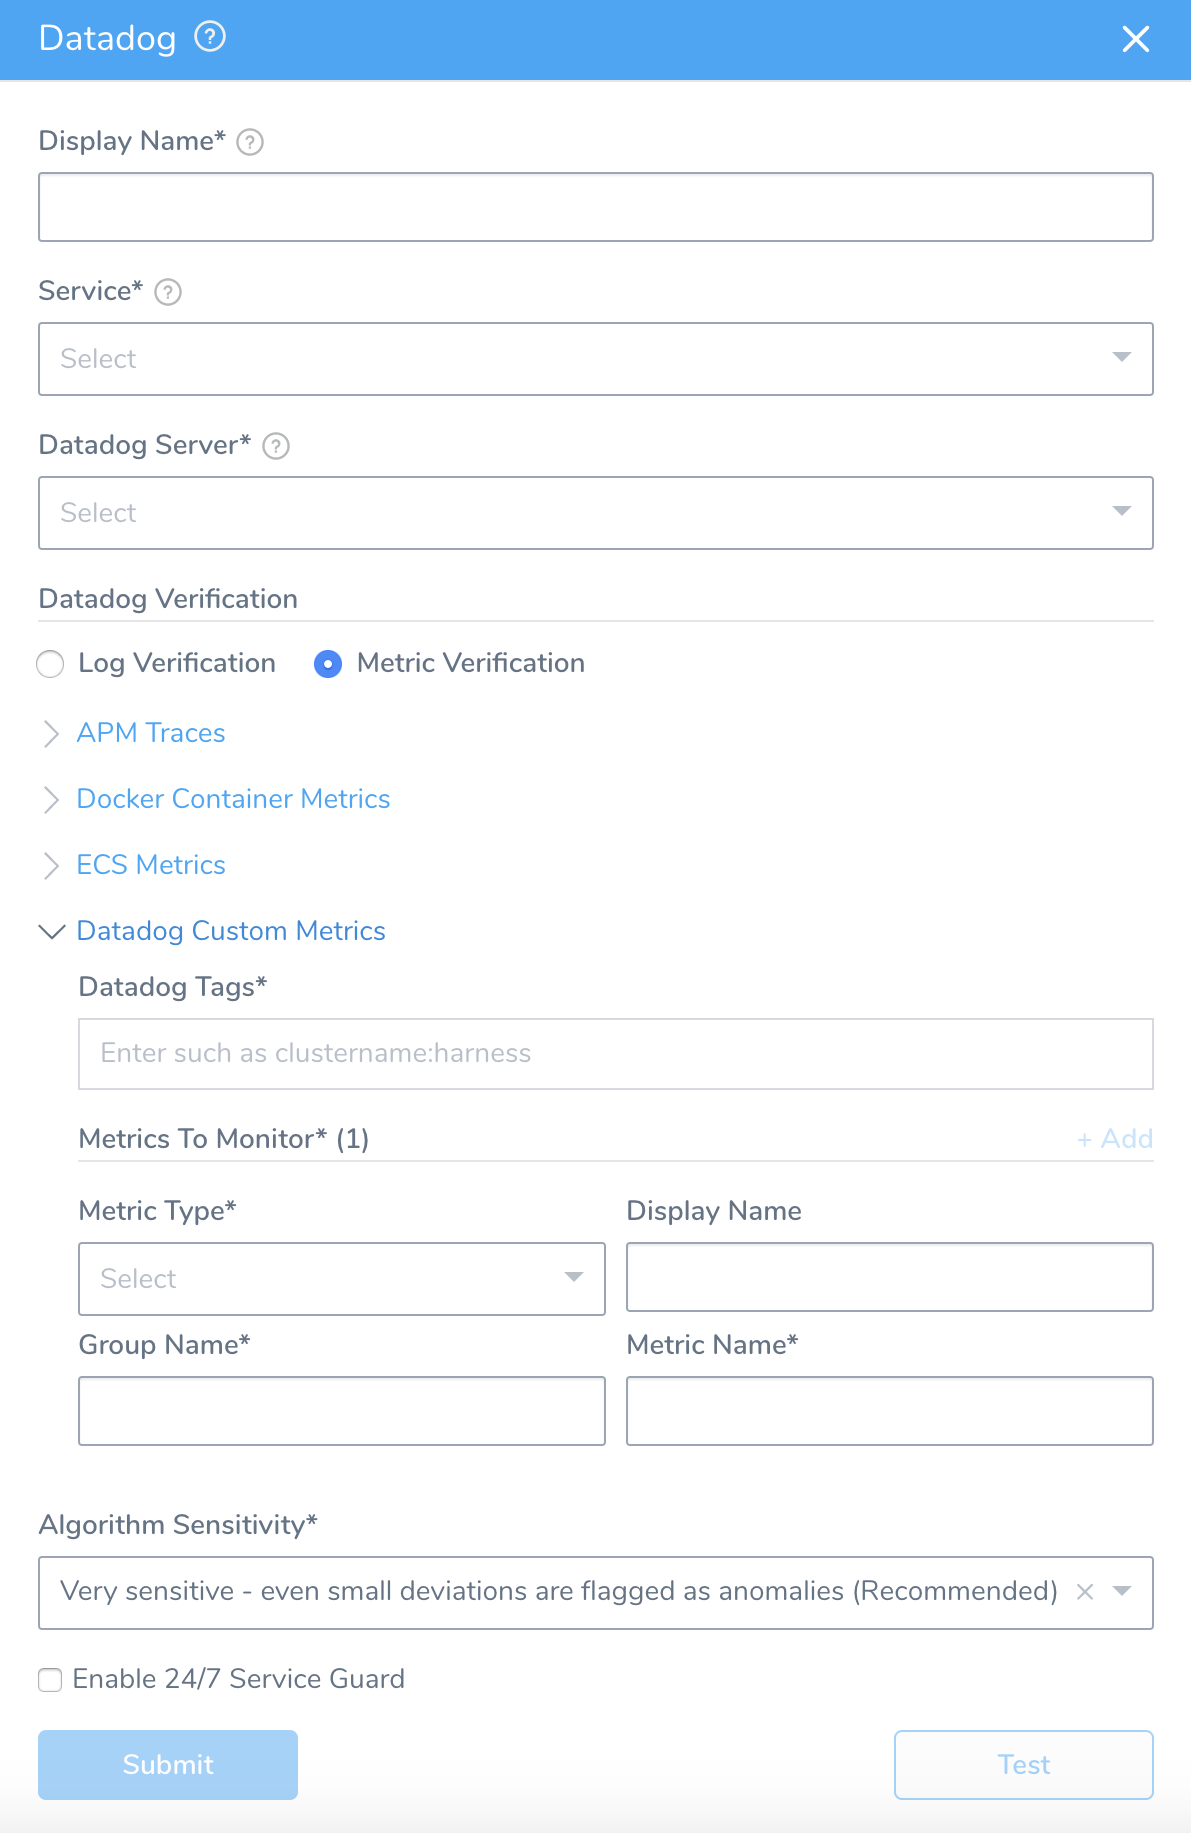 Datadog ?
Display Name* ?
Service* ?
Select
Datadog Server* ?
Select
Datadog Verification
Log Verification Metric Verification
APM Traces
Docker Container Metrics
ECS Metrics
Datadog Custom Metrics
Datadog Tags*
Enter such as clustername:harness
Metrics To Monitor* (1) + Add
Metric Type* Display Name
Select
Group Name* Metric Name*
Algorithm Sensitivity*
Very sensitive - even small deviations are flagged as anomalies (Recommended)
Enable 24/7 Service Guard
Submit Test